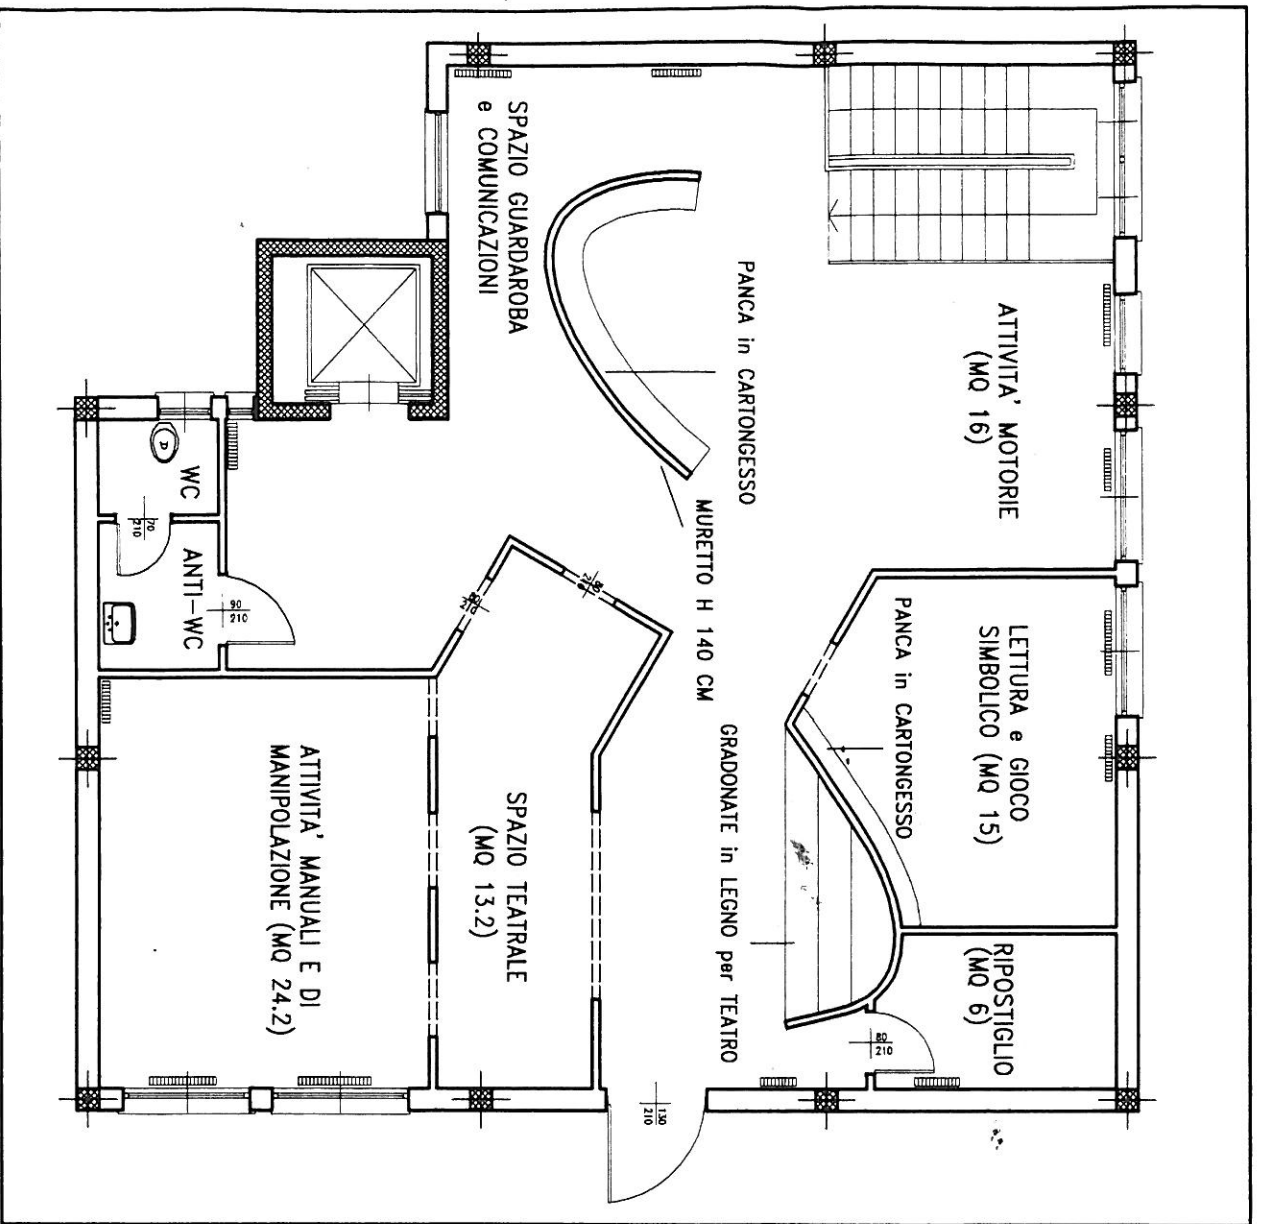 SPAZIO GUARDAROBA
e COMUNICAZIONI
PANCA in CARTONGESSO
ATTIVITA' MOTORIE
(MQ 16)
MURETTO H 140 CM
WC
70
210
ANTI-WC
90
210
80
210
LETTURA e GIOCO
SIMBOLICO (MQ 15)
PANCA in CARTONGESSO
GRADONATE in LEGNO per TEATRO
SPAZIO TEATRALE
(MQ 13.2)
ATTIVITA' MANUALI E DI
MANIPOLAZIONE (MQ 24.2)
RIPOSTIGLIO
(MQ 6)
80
210
130
210